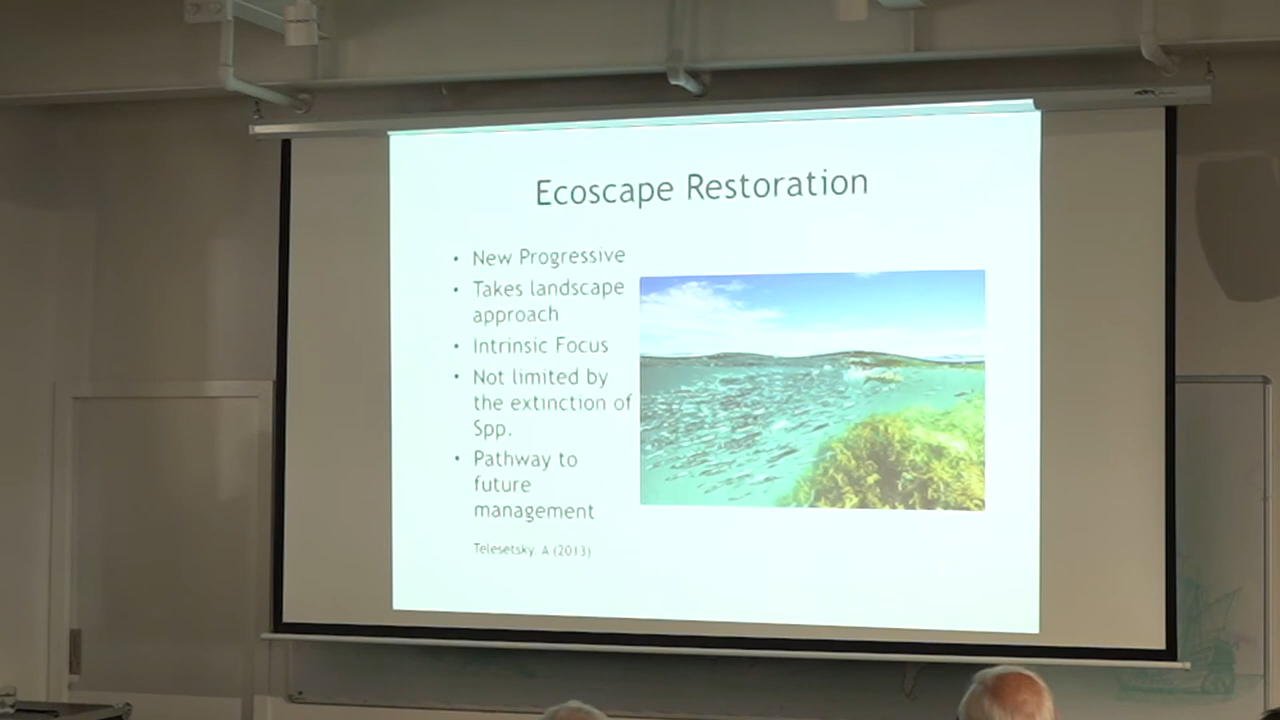 Ecoscape Restoration
• New Progressive
• Takes landscape
approach
• Intrinsic Focus
• Not limited by
the extinction of
Spp.
• Pathway to
future
management
Telesetsky. A (2013)